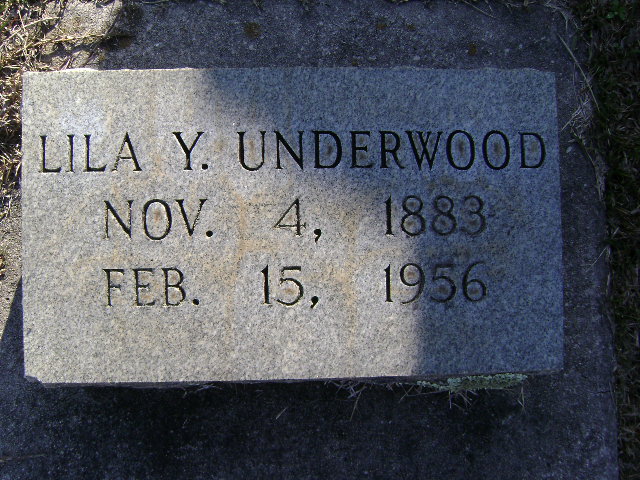 LILA Y. UNDERWOOD
NOV. 4, 1883
FEB. 15, 1956